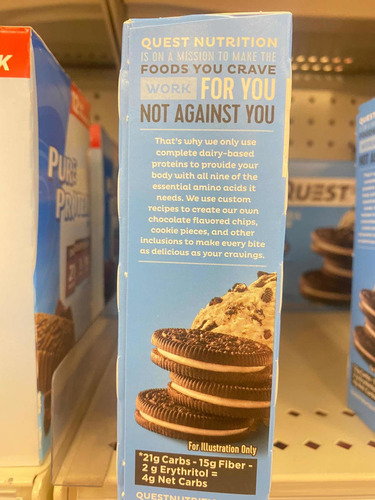 QUEST NUTRITION
IS ON A MISSION TO MAKE THE
FOODS YOU CRAVE
WORK FOR YOU
NOT AGAINST YOU
That's why we only use
complete dairy-based
proteins to provide your
body with all nine of the
essential amino acids it
needs. We use custom
recipes to create our own
chocolate flavored chips,
cookie pieces, and other
inclusions to make every bite
as delicious as your cravings.
For Illustration Only
*21g Carbs - 15g Fiber -
2 g Erythritol =
4g Net Carbs
QUESTNUTRITI
K
PURE
PROTEIN
QUEST